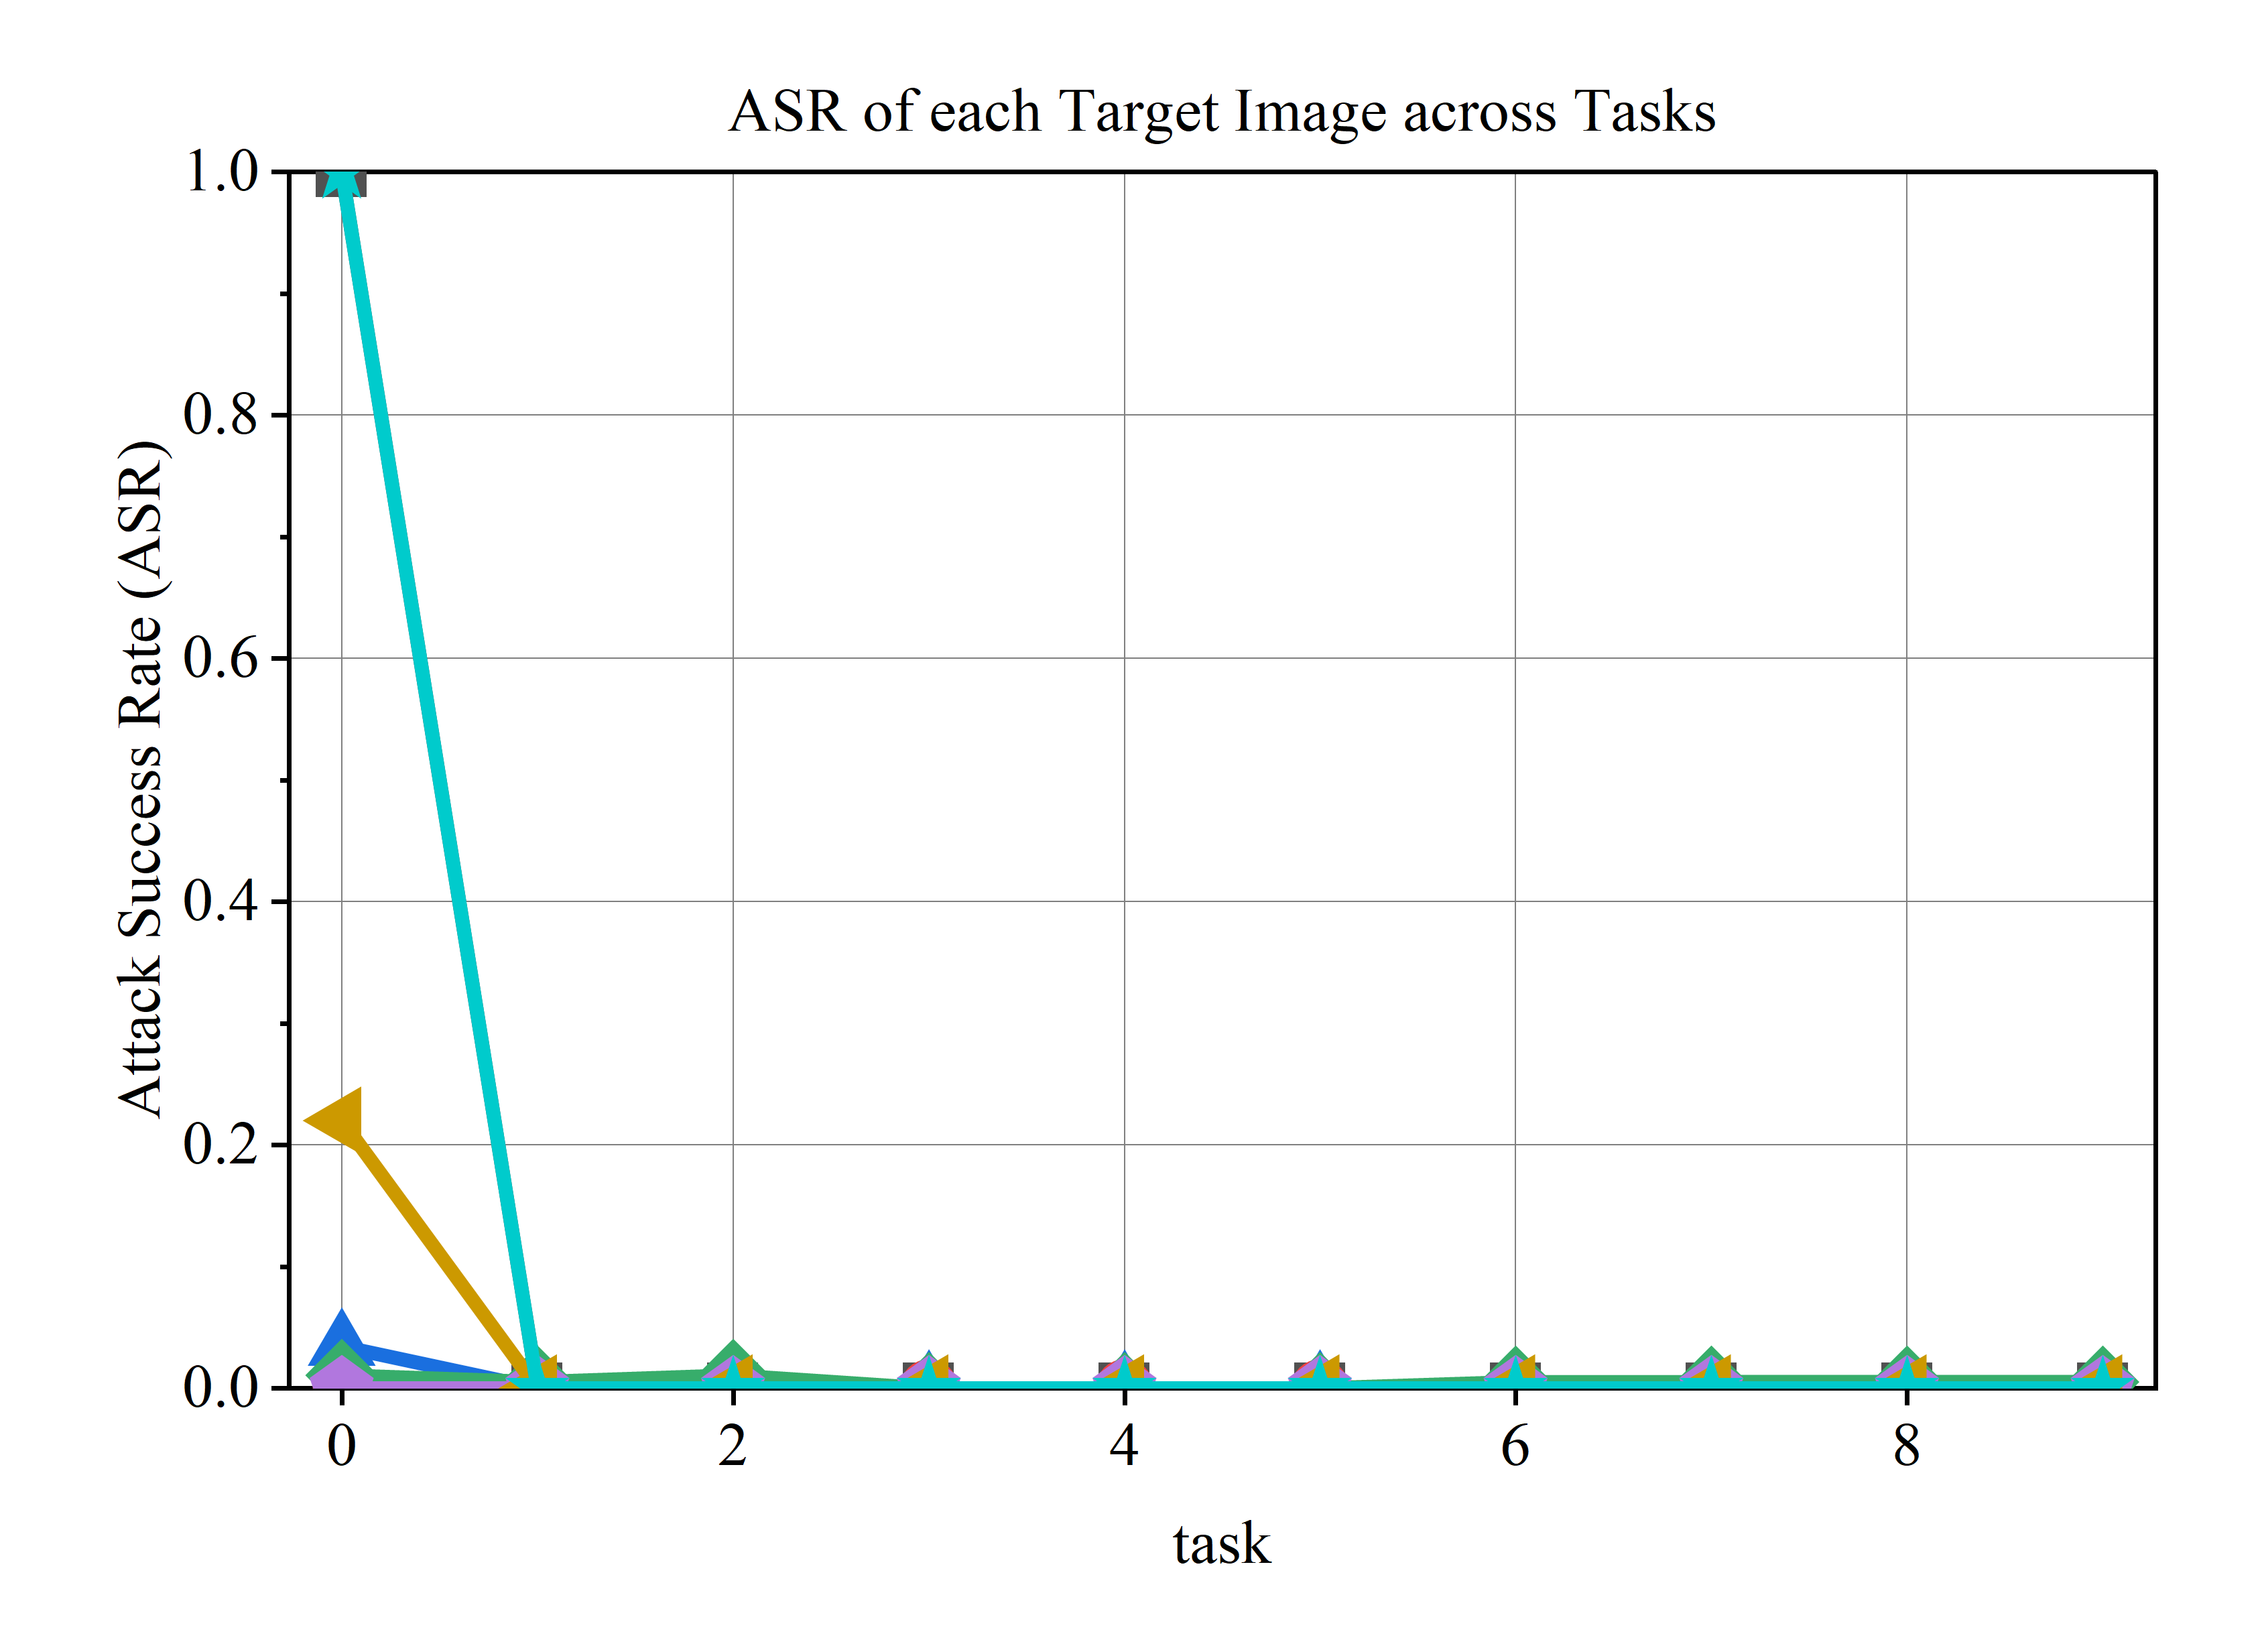 ASR of each Target Image across Tasks
Attack Success Rate (ASR)
1.0
0.8
0.6
0.4
0.2
0.0
0 2 4 6 8
task